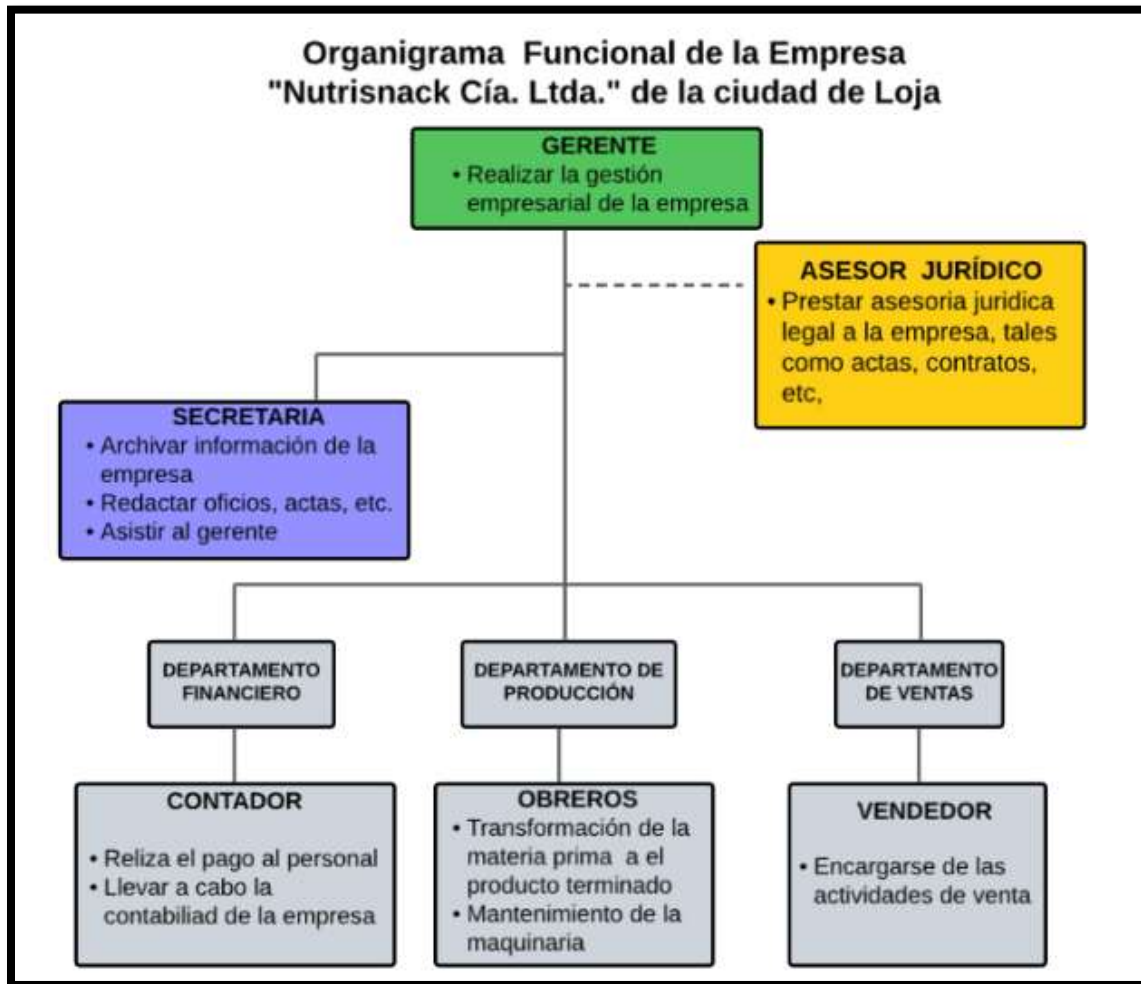 Organigrama Funcional de la Empresa
"Nutrisnack Cía. Ltda." de la ciudad de Loja
GERENTE
• Realizar la gestión
empresarial de la empresa
ASESOR JURÍDICO
• Prestar asesoria juridica
legal a la empresa, tales
como actas, contratos,
etc,
SECRETARIA
• Archivar información de la
empresa
• Redactar oficios, actas, etc.
• Asistir al gerente
DEPARTAMENTO
FINANCIERO
DEPARTAMENTO DE
PRODUCCIÓN
DEPARTAMENTO
DE VENTAS
CONTADOR
• Reliza el pago al personal
• Llevar a cabo la
contabiliad de la empresa
OBREROS
• Transformación de la
materia prima a el
producto terminado
• Mantenimiento de la
maquinaria
VENDEDOR
• Encargarse de las
actividades de venta